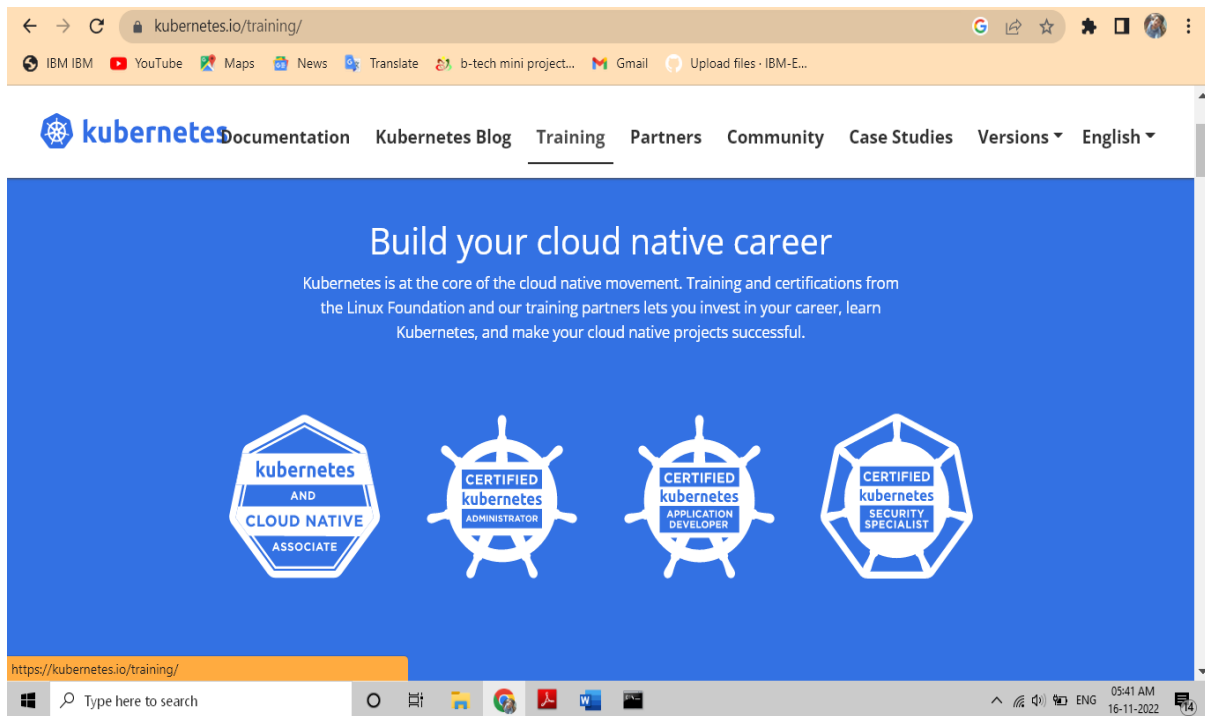 kubernetes.io/training/
IBM IBM YouTube Maps News Translate b-tech mini project... Gmail Upload files · IBM-E...
kubernetes Documentation Kubernetes Blog Training Partners Community Case Studies Versions English
Build your cloud native career
Kubernetes is at the core of the cloud native movement. Training and certifications from
the Linux Foundation and our training partners lets you invest in your career, learn
Kubernetes, and make your cloud native projects successful.
kubernetes
AND
CLOUD NATIVE
ASSOCIATE
CERTIFIED
kubernetes
ADMINISTRATOR
CERTIFIED
kubernetes
APPLICATION
DEVELOPER
CERTIFIED
kubernetes
SECURITY
SPECIALIST
https://kubernetes.io/training/
Type here to search
ENG
05:41 AM
16-11-2022
14